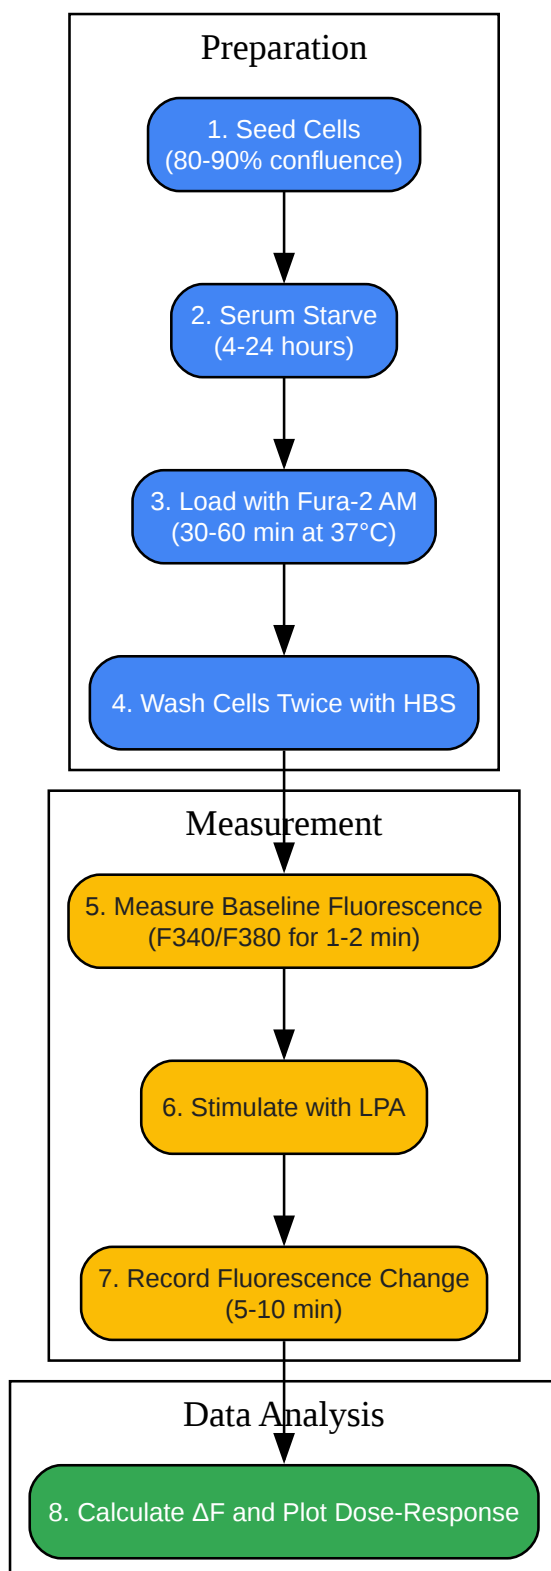 Preparation
1. Seed Cells
(80-90% confluence)
2. Serum Starve
(4-24 hours)
3. Load with Fura-2 AM
(30-60 min at 37°C)
4. Wash Cells Twice with HBS
Measurement
5. Measure Baseline Fluorescence
(F340/F380 for 1-2 min)
6. Stimulate with LPA
7. Record Fluorescence Change
(5-10 min)
Data Analysis
8. Calculate ΔF and Plot Dose-Response